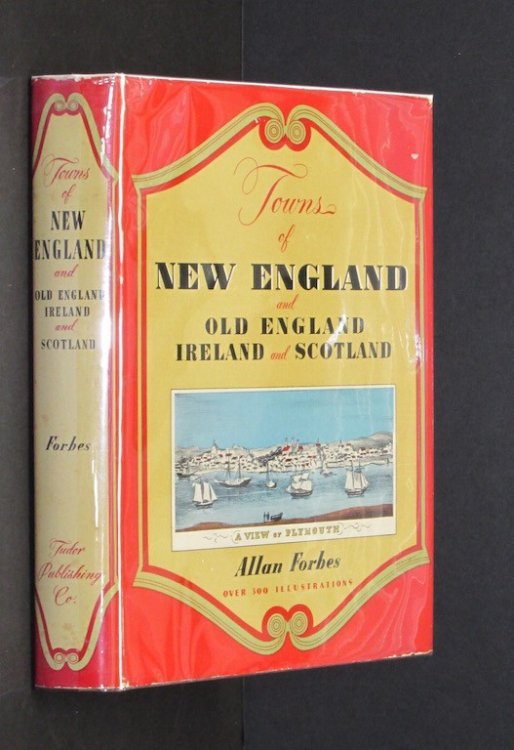 Towns
of
NEW
ENGLAND
and
OLD ENGLAND
IRELAND
and
SCOTLAND
Forbes
Tudor
Publishing
Co.
Towns
of
NEW ENGLAND
and
OLD ENGLAND
IRELAND and SCOTLAND
A VIEW OF PLYMOUTH
Allan Forbes
OVER 500 ILLUSTRATIONS